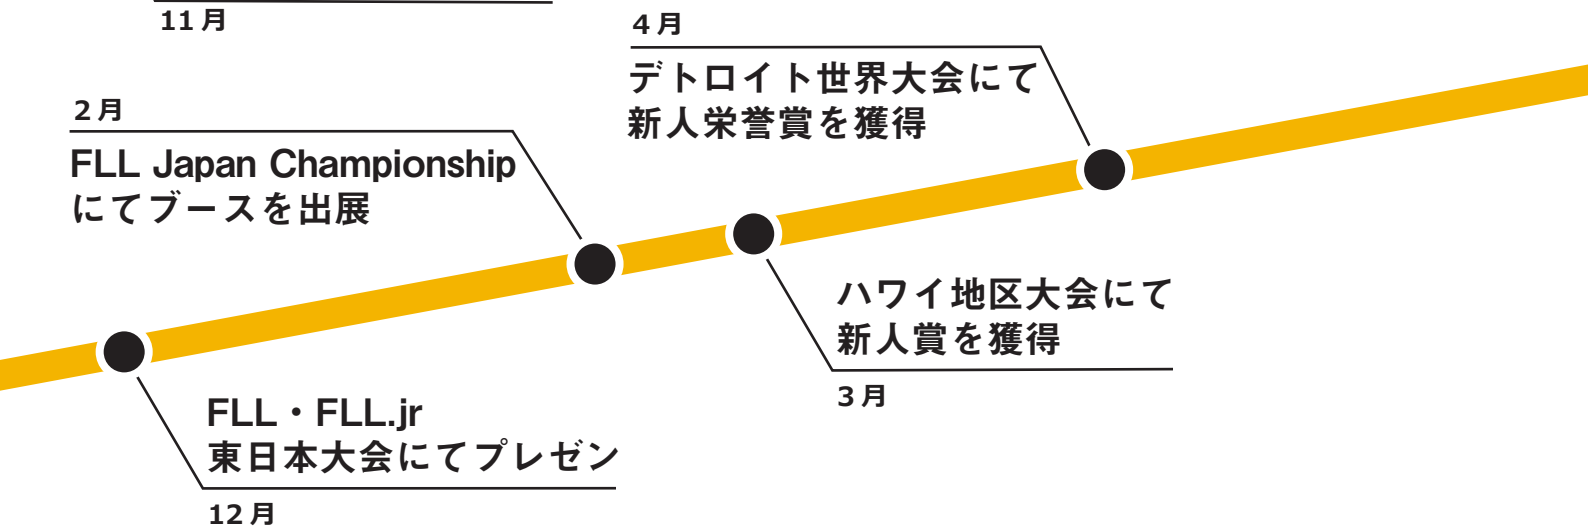 11月
4月
デトロイト世界大会にて
新人栄誉賞を獲得
2月
FLL Japan Championship
にてブースを出展
ハワイ地区大会にて
新人賞を獲得
3月
FLL・FLL.jr
東日本大会にてプレゼン
12月